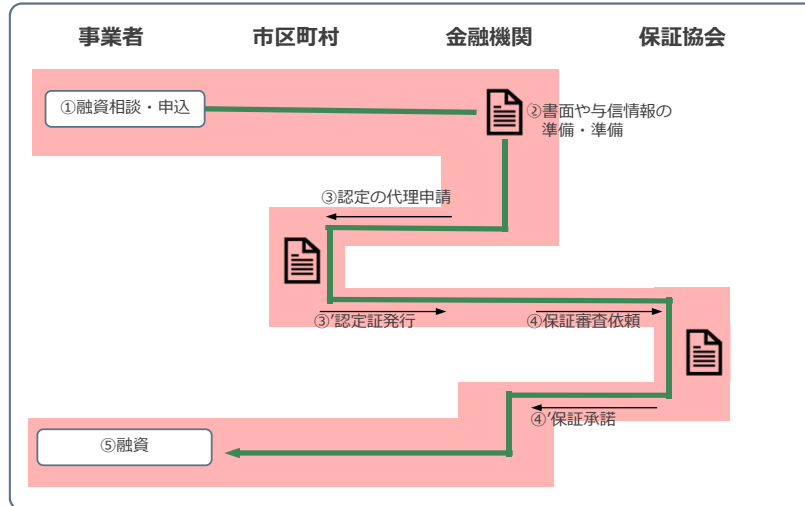 事業者
市区町村
金融機関
保証協会
①融資相談・申込
②書面や与信情報の
準備・準備
③認定の代理申請
③’認定証発行
④保証審査依頼
④’保証承諾
⑤融資